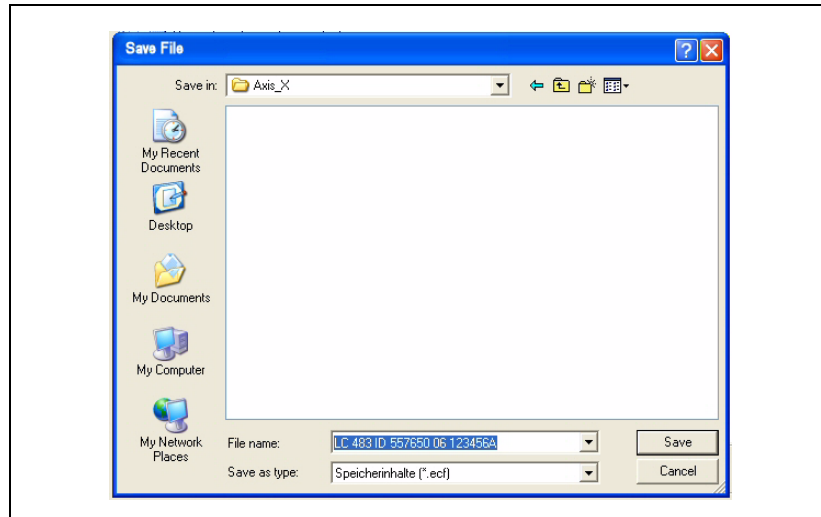 Save File
Save in: Axis_X
My Recent
Documents
Desktop
My Documents
My Computer
My Network
Places
File name: LC 483 ID 557650 06 123456A Save
Save as type: Speicherinhalte (*.ecf) Cancel